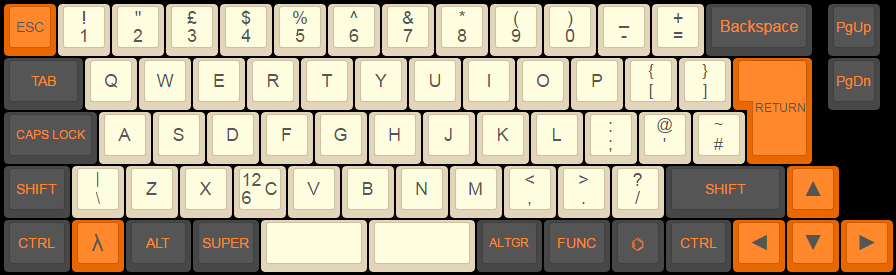 ESC ! 1 " 2 £ 3 $ 4 % 5 ^ 6 & 7 * 8 ( 9 ) 0 _ - + = Backspace PgUp
TAB Q W E R T Y U I O P { [ } ] RETURN PgDn
CAPS LOCK A S D F G H J K L : ; @ ' ~ #
SHIFT | \ Z X 12 6 C V B N M < , > . ? / SHIFT ▲
CTRL λ ALT SUPER ALTGR FUNC ⌬ CTRL ◄ ▼ ►